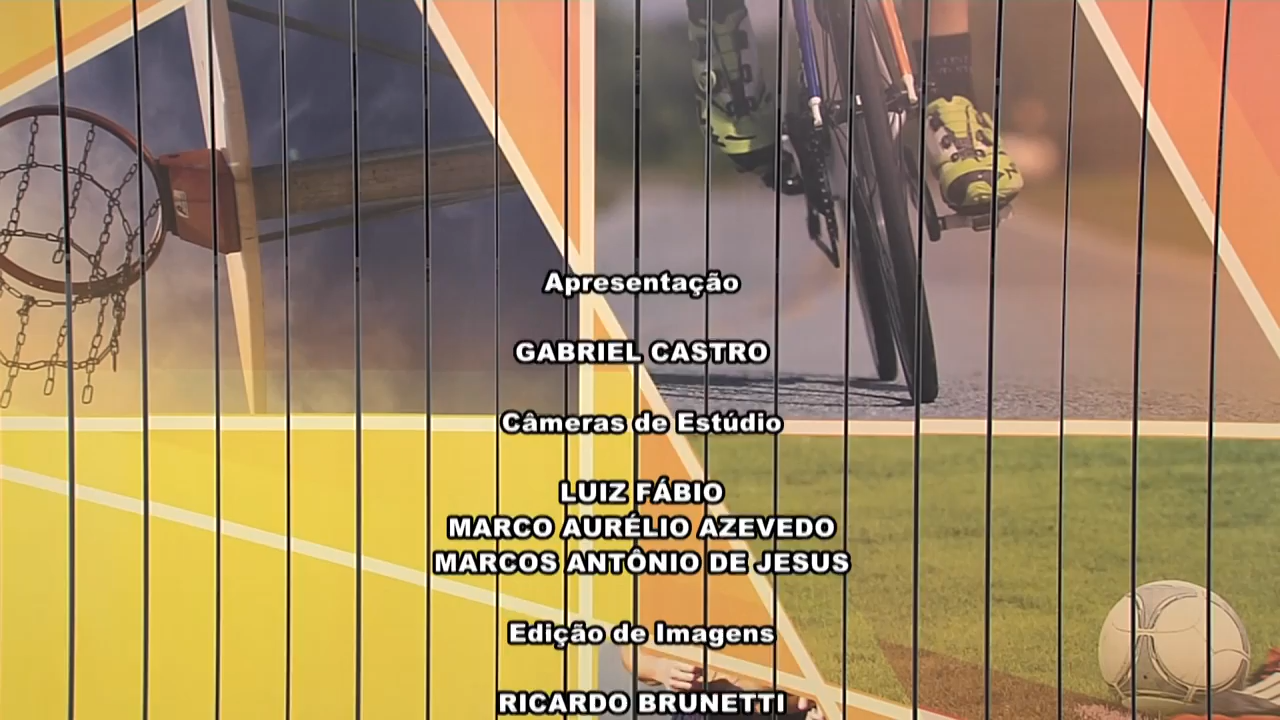 Apresentação
GABRIEL CASTRO
Câmeras de Estúdio
LUIZ FÁBIO
MARCO AURÉLIO AZEVEDO
MARCOS ANTÔNIO DE JESUS
Edição de Imagens
RICARDO BRUNETTI